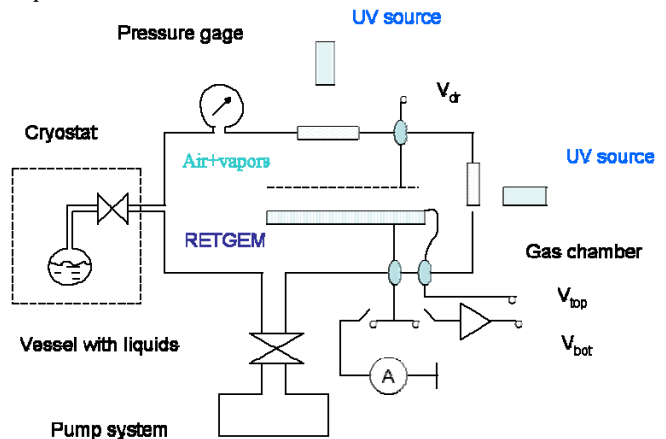 UV source
Pressure gage
V_dr
Cryostat
Air+vapors
UV source
RETGEM
Gas chamber
V_top
Vessel with liquids
V_bot
A
Pump system